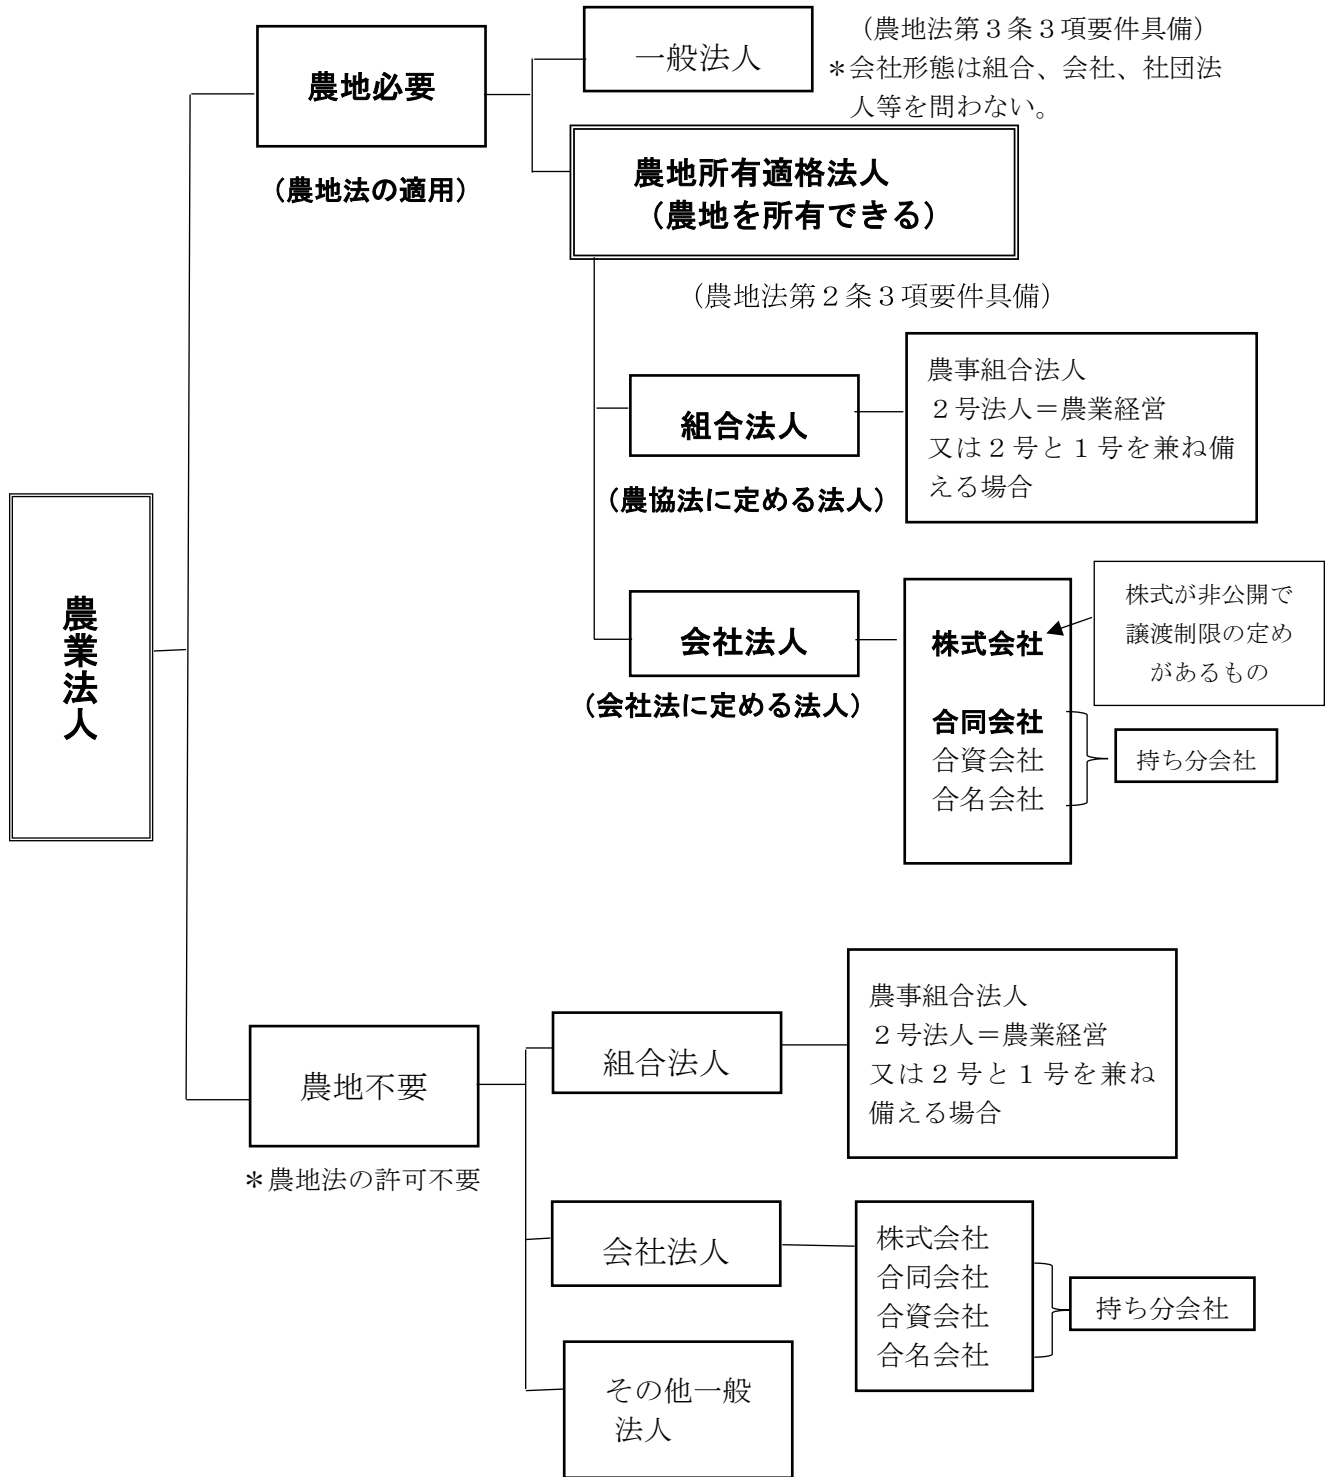 農業法人
農地必要
(農地法の適用)
一般法人
(農地法第３条３項要件具備)
＊会社形態は組合、会社、社団法
人等を問わない。
農地所有適格法人
(農地を所有できる)
(農地法第２条３項要件具備)
組合法人
(農協法に定める法人)
農事組合法人
２号法人＝農業経営
又は２号と１号を兼ね備
える場合
会社法人
(会社法に定める法人)
株式会社
合同会社
合資会社
合名会社
株式が非公開で
譲渡制限の定め
があるもの
持ち分会社
農地不要
＊農地法の許可不要
組合法人
農事組合法人
２号法人＝農業経営
又は２号と１号を兼ね
備える場合
会社法人
株式会社
合同会社
合資会社
合名会社
持ち分会社
その他一般
法人